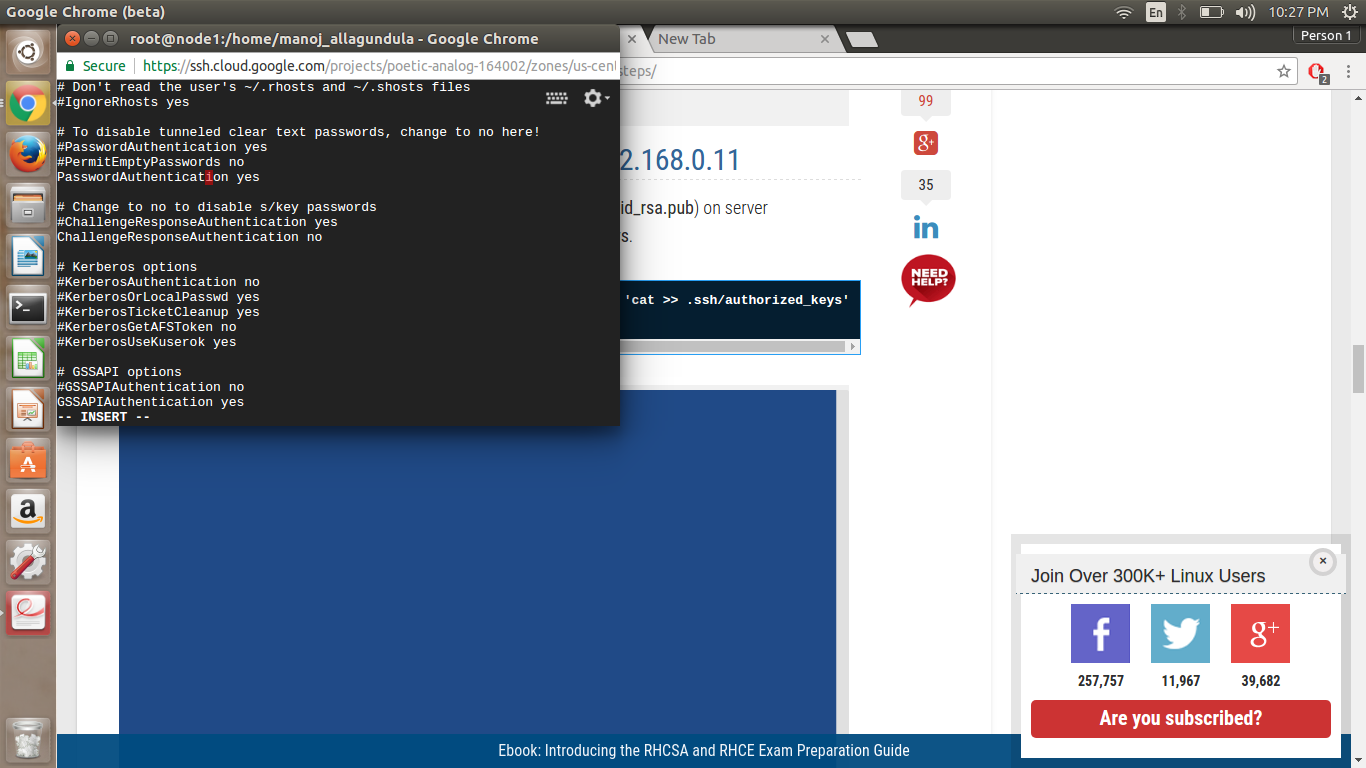 Google Chrome (beta)
En
10:27 PM
root@node1:/home/manoj_allagundula - Google Chrome
New Tab
Person 1
Secure
https://ssh.cloud.google.com/projects/poetic-analog-164002/zones/us-cent
steps/
2
# Don't read the user's ~/.rhosts and ~/.shosts files
#IgnoreRhosts yes
# To disable tunneled clear text passwords, change to no here!
#PasswordAuthentication yes
#PermitEmptyPasswords no
PasswordAuthentication yes
# Change to no to disable s/key passwords
#ChallengeResponseAuthentication yes
ChallengeResponseAuthentication no
# Kerberos options
#KerberosAuthentication no
#KerberosOrLocalPasswd yes
#KerberosTicketCleanup yes
#KerberosGetAFSToken no
#KerberosUseKuserok yes
# GSSAPI options
#GSSAPIAuthentication no
GSSAPIAuthentication yes
-- INSERT --
2.168.0.11
id_rsa.pub) on server
s.
'cat >> .ssh/authorized_keys'
99
g+
35
in
NEED
HELP?
Join Over 300K+ Linux Users
f
g+
257,757
11,967
39,682
Are you subscribed?
Ebook: Introducing the RHCSA and RHCE Exam Preparation Guide